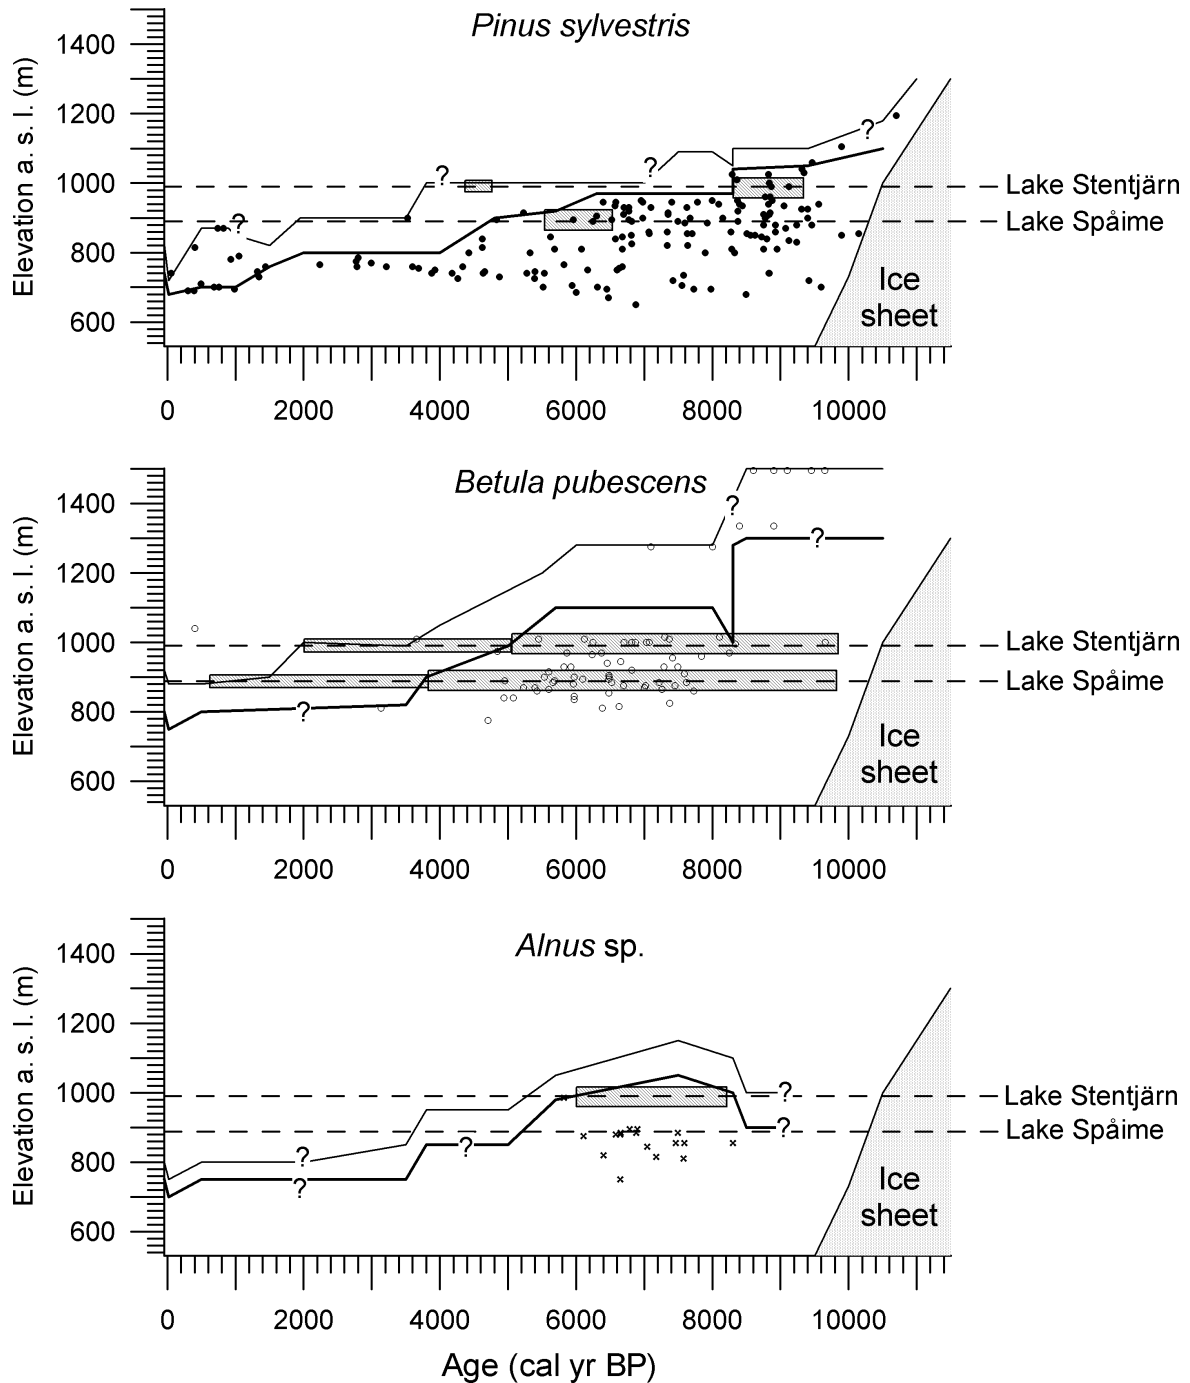 Pinus sylvestris
Elevation a. s. l. (m)
1400
1200
1000
800
600
?
?
?
?
Lake Stentjärn
Lake Spåime
Ice
sheet
0 2000 4000 6000 8000 10000
Betula pubescens
Elevation a. s. l. (m)
1400
1200
1000
800
600
?
?
?
Lake Stentjärn
Lake Spåime
Ice
sheet
0 2000 4000 6000 8000 10000
Alnus sp.
Elevation a. s. l. (m)
1400
1200
1000
800
600
?
?
?
?
?
Lake Stentjärn
Lake Spåime
Ice
sheet
0 2000 4000 6000 8000 10000
Age (cal yr BP)